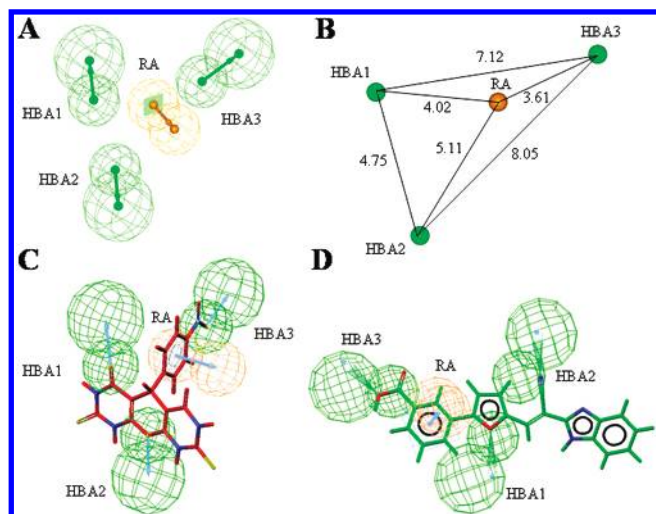 A
RA
HBA1
HBA3
HBA2
B
HBA3
HBA1
7.12
RA
4.02
3.61
4.75
5.11
8.05
HBA2
C
RA
HBA3
HBA1
HBA2
D
HBA3
RA
HBA2
HBA1